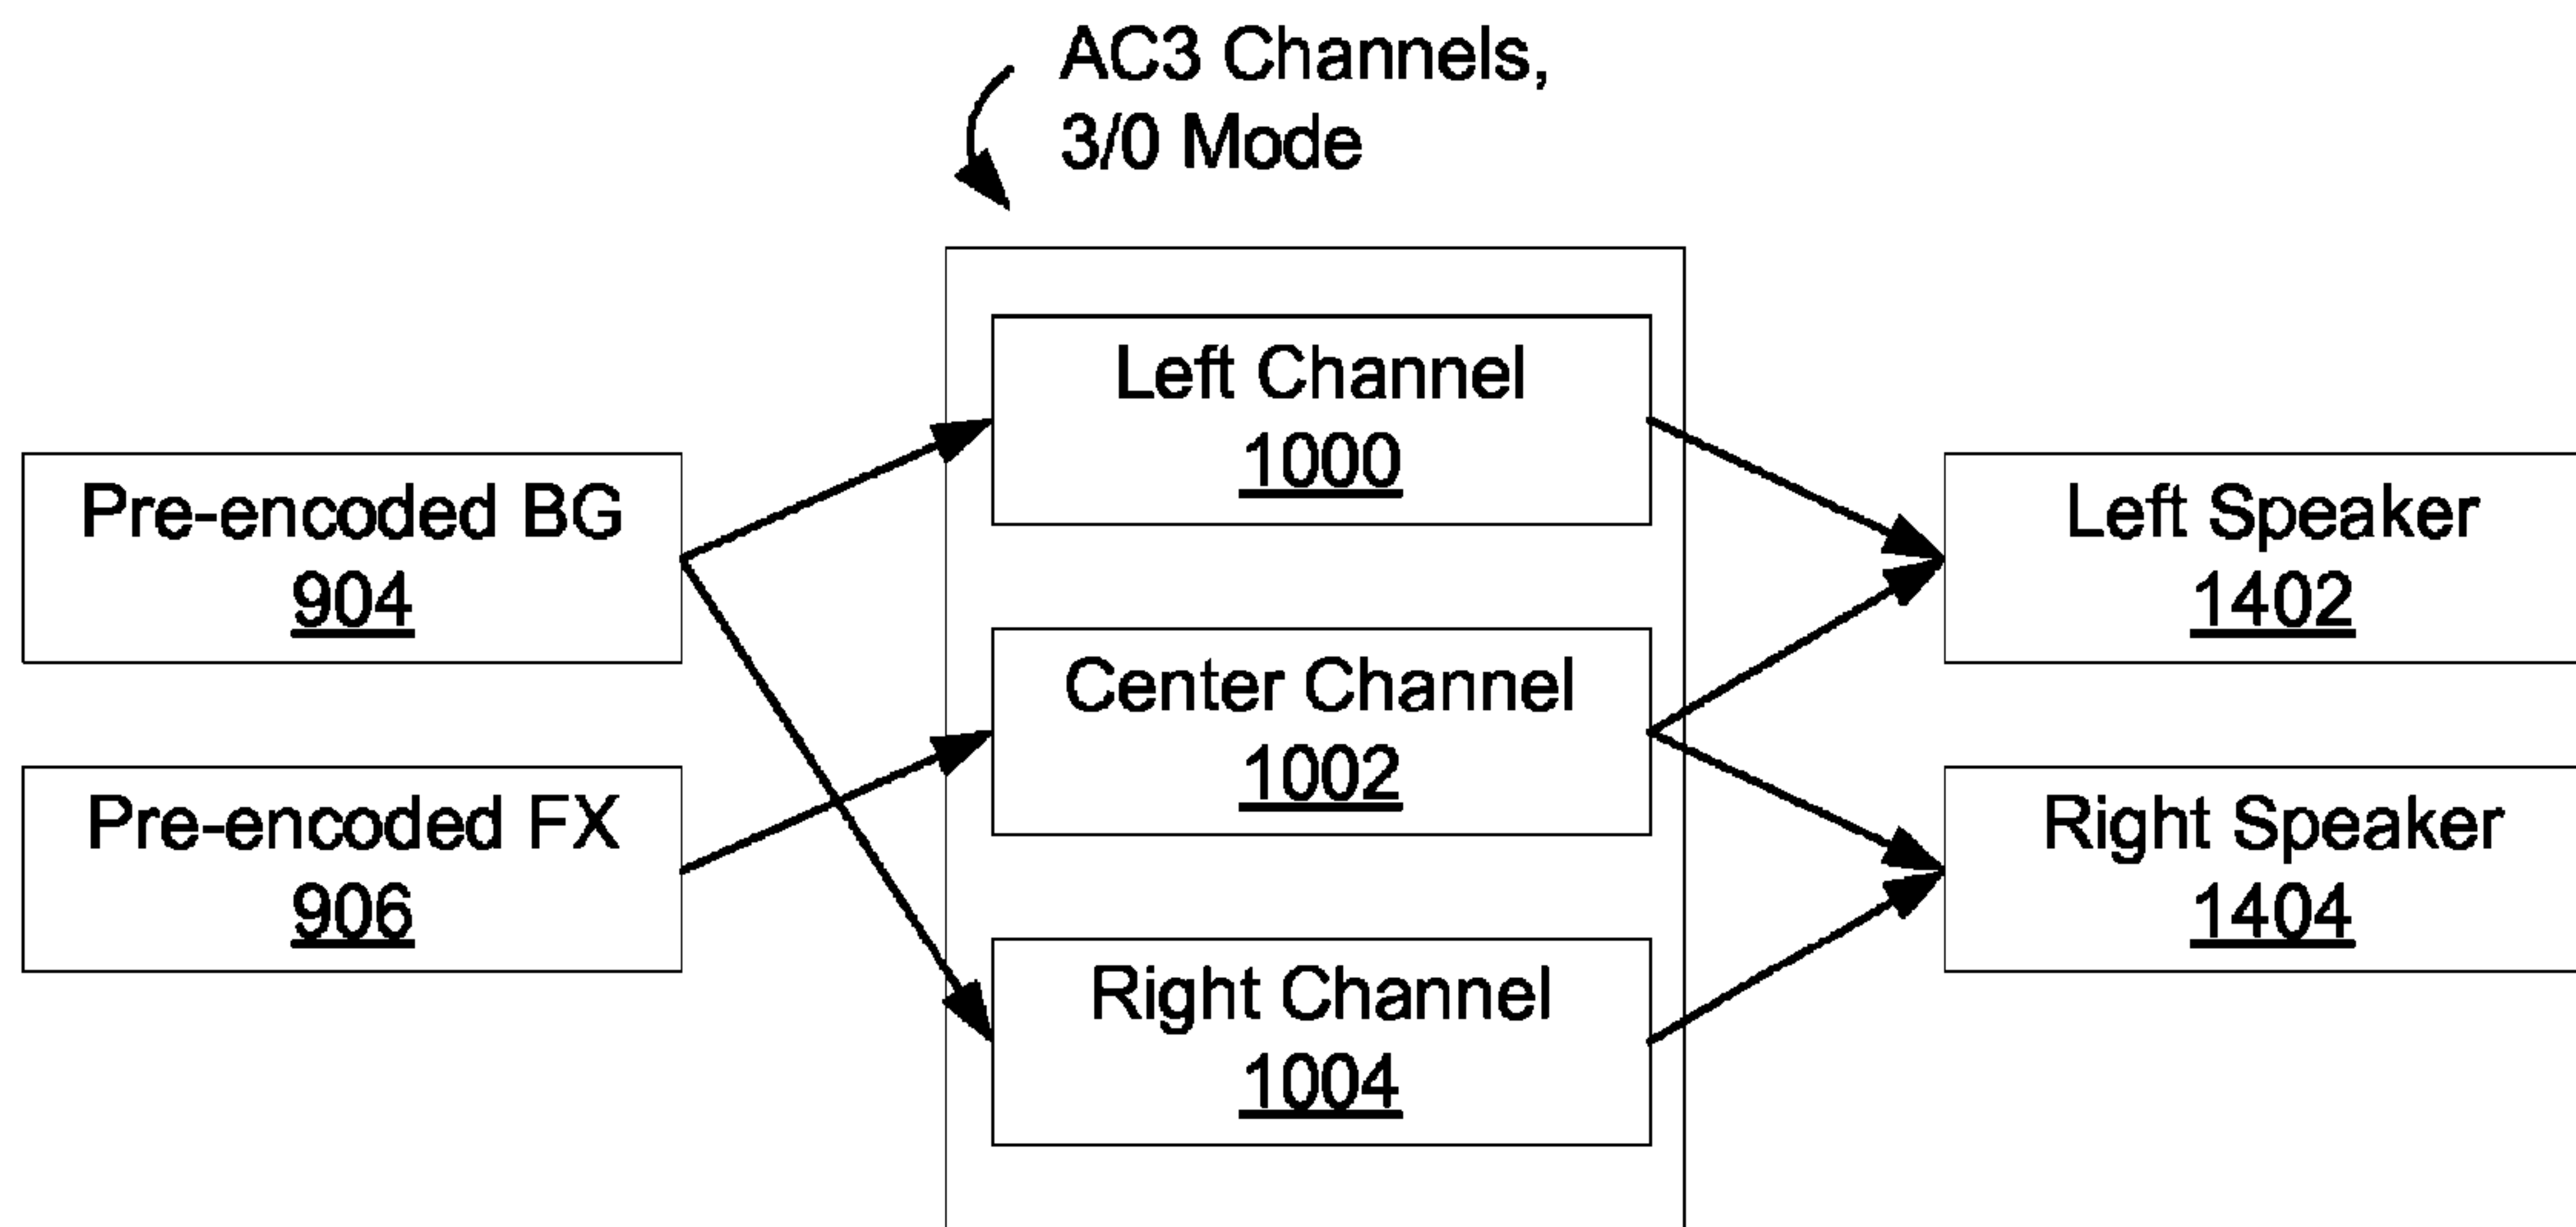 AC3 Channels,
3/0 Mode
Left Channel
1000
Pre-encoded BG
904
Left Speaker
1402
Center Channel
1002
Pre-encoded FX
906
Right Speaker
1404
Right Channel
1004